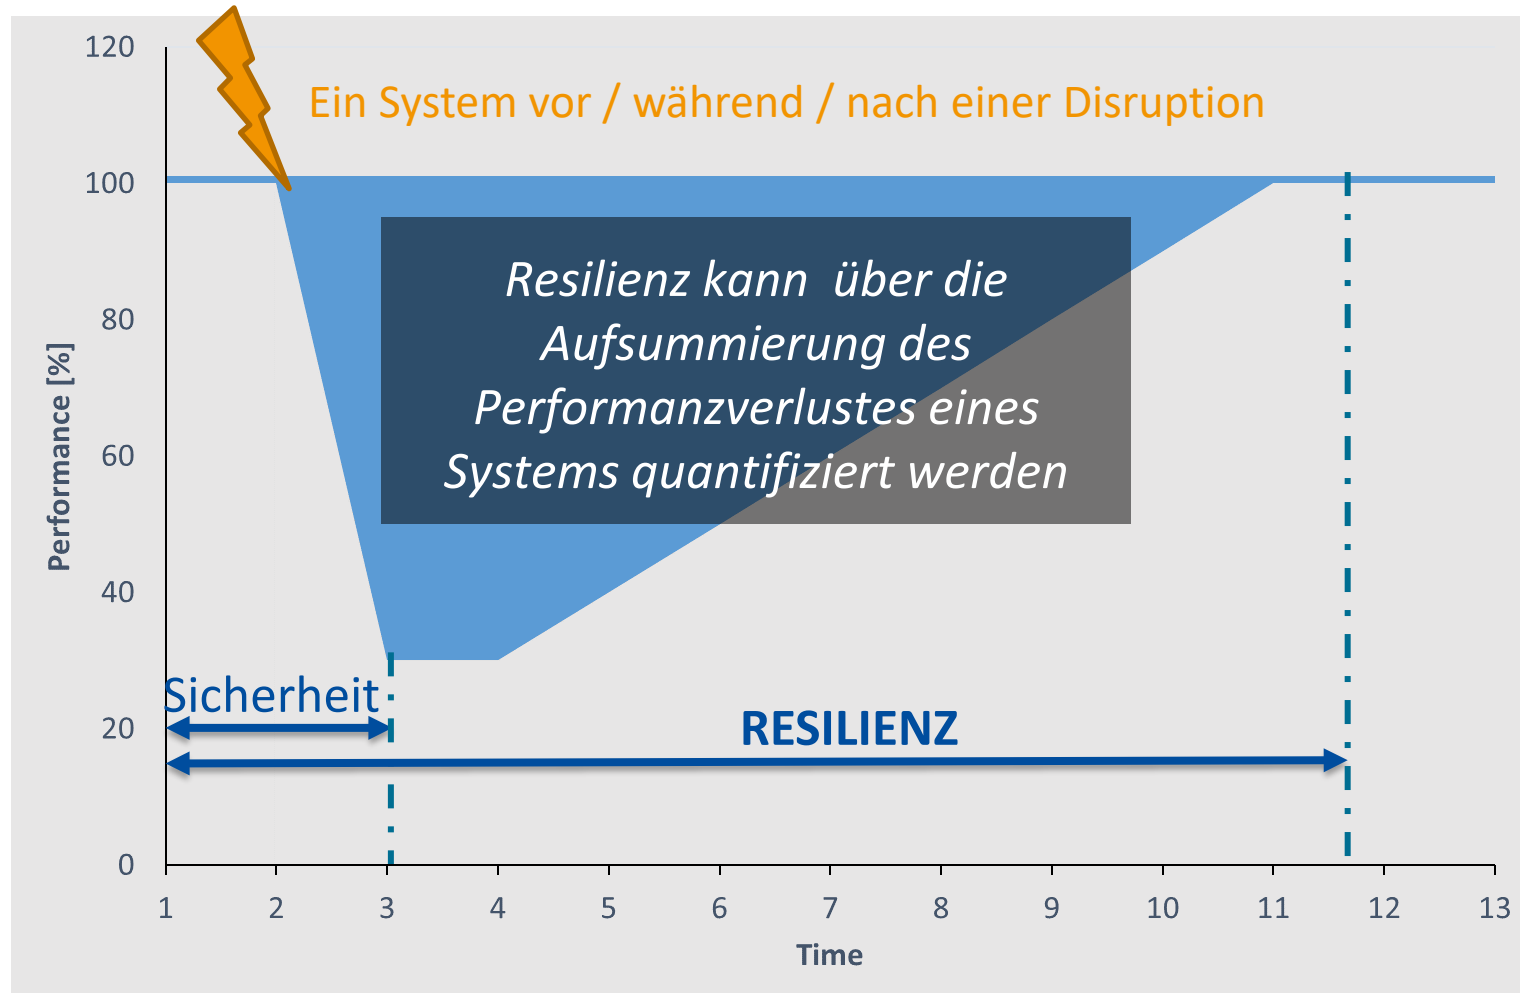 Ein System vor / während / nach einer Disruption
120
100
80
60
40
20
0
Performance [%]
Resilienz kann  über die
Aufsummierung des
Performanzverlustes eines
Systems quantifiziert werden
Sicherheit
RESILIENZ
1 2 3 4 5 6 7 8 9 10 11 12 13
Time